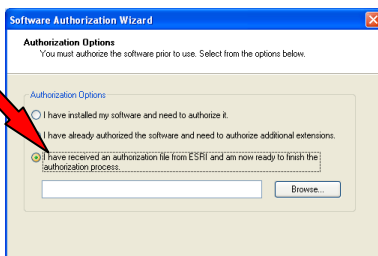 Software Authorization Wizard
Authorization Options
You must authorize the software prior to use. Select from the options below.
Authorization Options
I have installed my software and need to authorize it.
I have already authorized the software and need to authorize additional extensions.
I have received an authorization file from ESRI and am now ready to finish the
authorization process.
Browse...